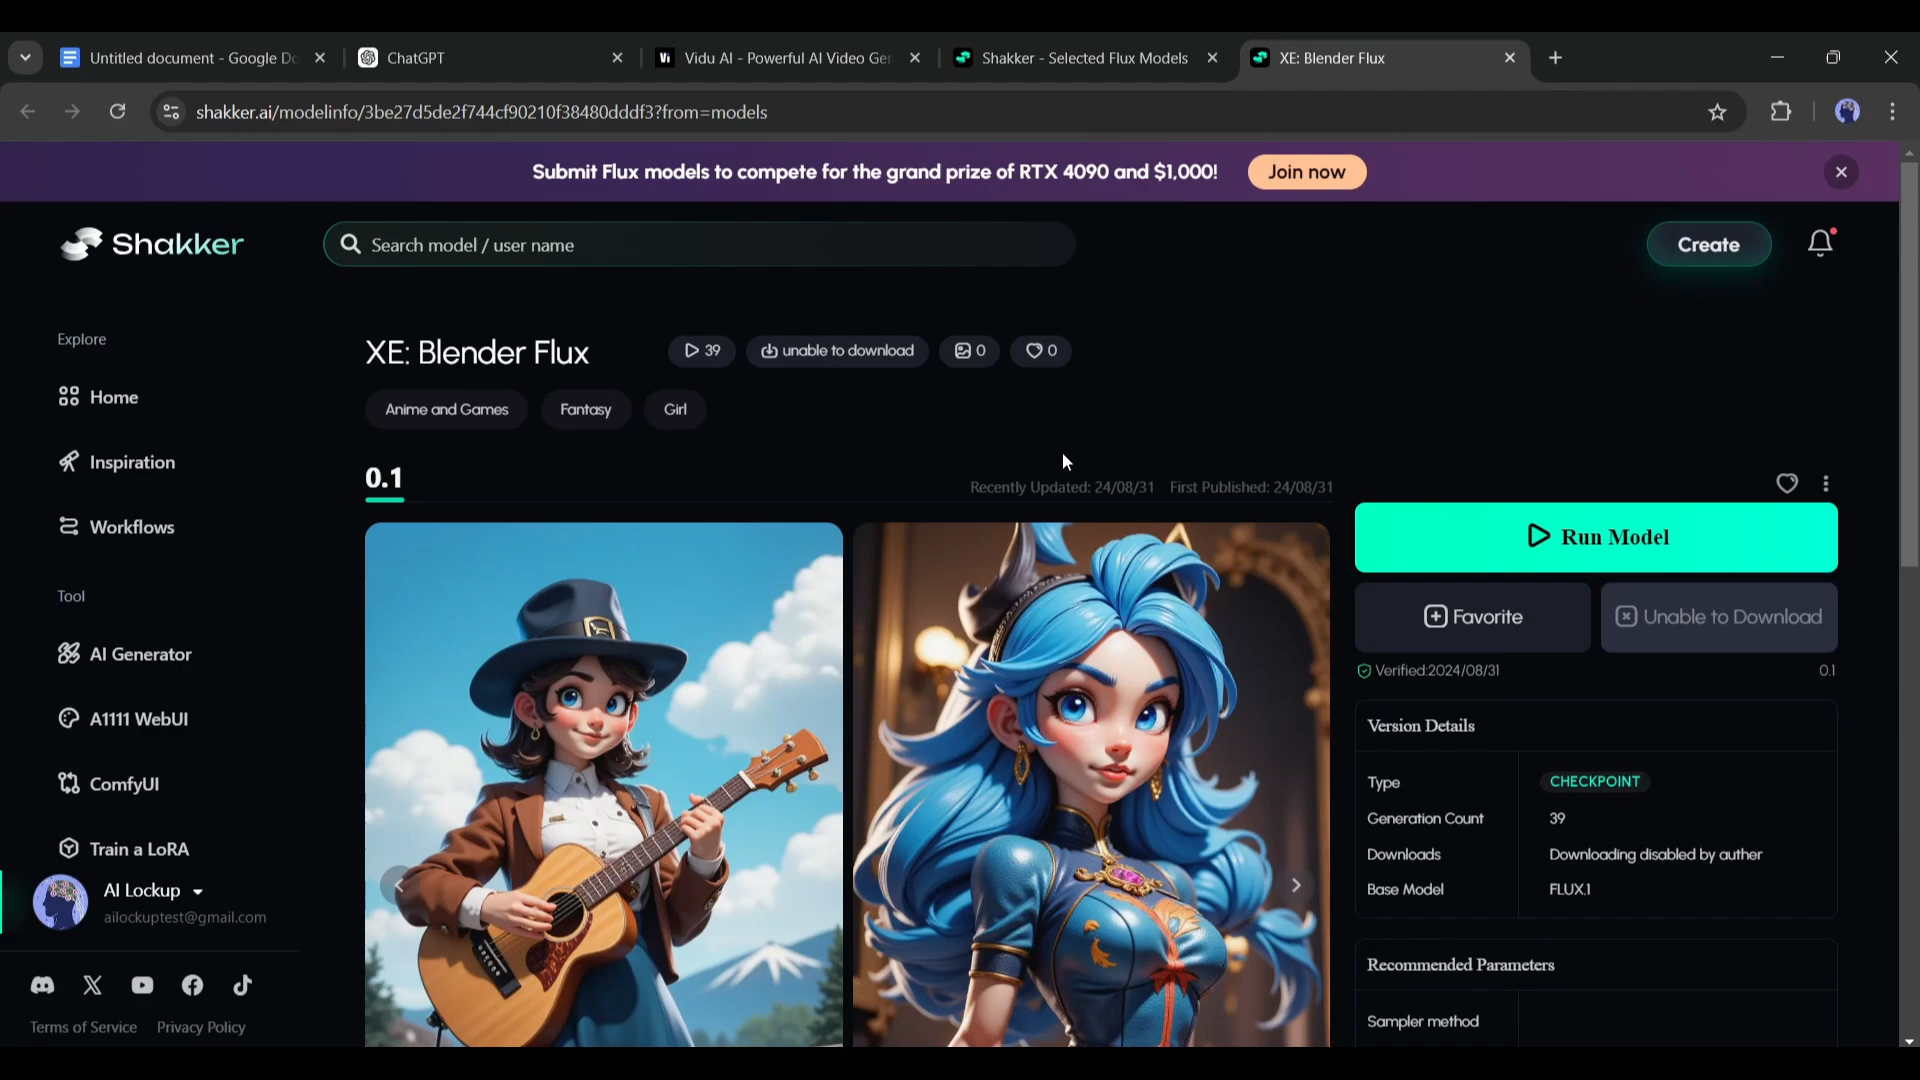 Untitled document - Google Do
ChatGPT
Vi
Vidu AI - Powerful AI Video Gen
Shakker - Selected Flux Models
XE: Blender Flux
shakker.ai/modelinfo/3be27d5de2f744cf90210f38480dddf3?from=models
Submit Flux models to compete for the grand prize of RTX 4090 and $1,000!
Join now
Shakker
Search model / user name
Create
Explore
Home
Inspiration
Workflows
Tool
AI Generator
A1111 WebUI
ComfyUI
Train a LoRA
AI Lockup
ailockuptest@gmail.com
Terms of Service
Privacy Policy
XE: Blender Flux
39
unable to download
0
0
Anime and Games
Fantasy
Girl
0.1
Recently Updated: 24/08/31
First Published: 24/08/31
Run Model
Favorite
Unable to Download
Verified:2024/08/31
0.1
Version Details
Type
CHECKPOINT
Generation Count
39
Downloads
Downloading disabled by auther
Base Model
FLUX.1
Recommended Parameters
Sampler method